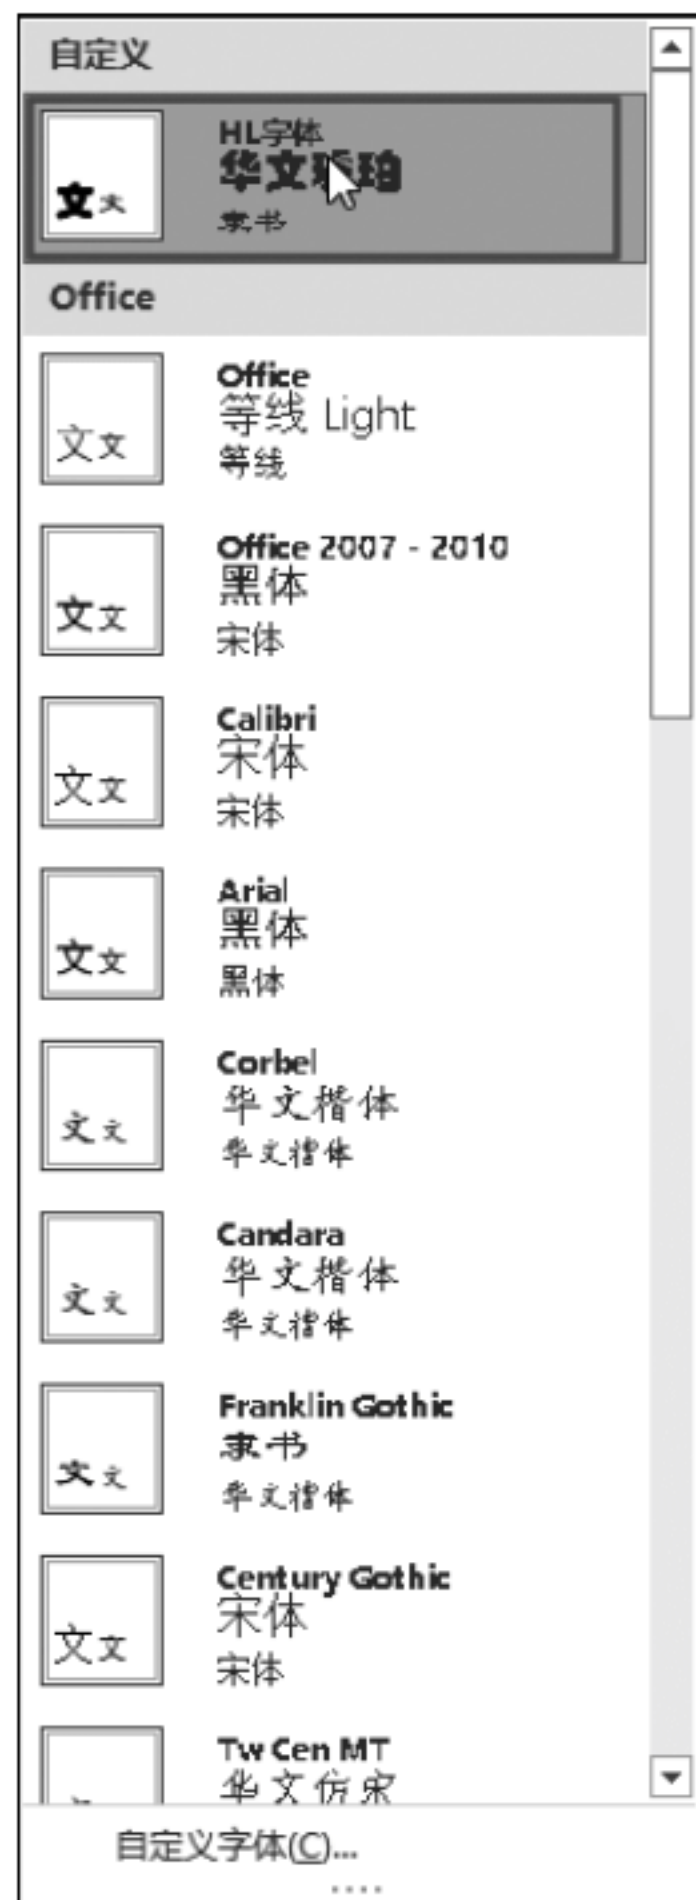 自定义
HL字体
华文琥珀
隶书
文文
Office
Office
等线 Light
等线
文文
Office 2007 - 2010
黑体
宋体
文文
Calibri
宋体
宋体
文文
Arial
黑体
黑体
文文
Corbel
华文楷体
华文楷体
文文
Candara
华文楷体
华文楷体
文文
Franklin Gothic
隶书
华文楷体
文文
Century Gothic
宋体
宋体
文文
Tw Cen MT
华文仿宋
自定义字体(C)...